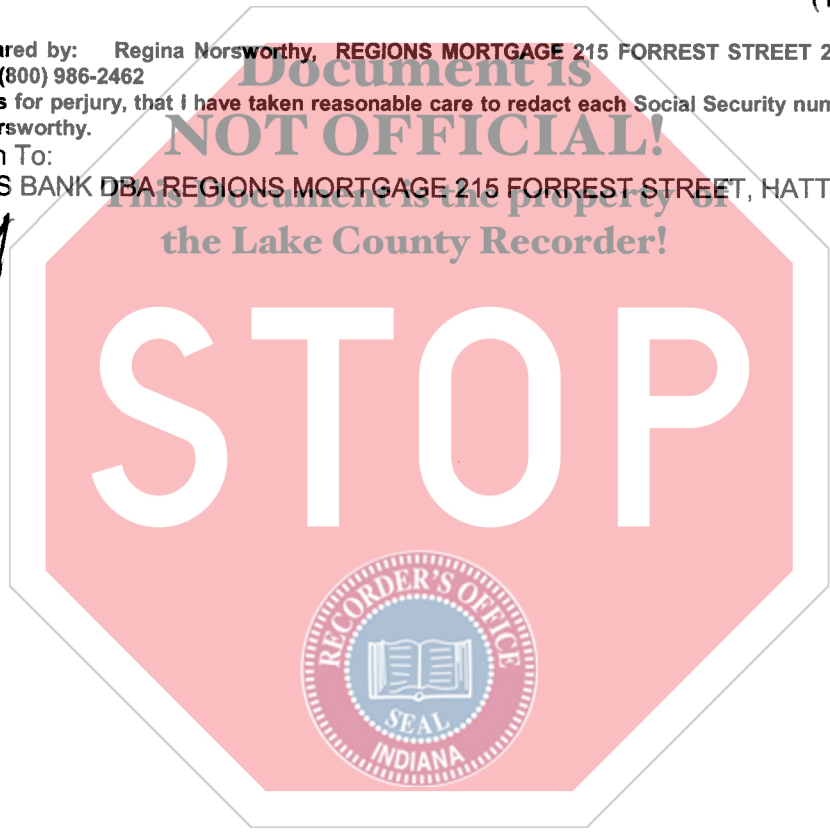 ared by: Regina Norsworthy, REGIONS MORTGAGE 215 FORREST STREET 2
(800) 986-2462
s for perjury, that I have taken reasonable care to redact each Social Security num
rsworthy.
n To:
S BANK DBA REGIONS MORTGAGE 215 FORREST STREET, HATT
Document is
NOT OFFICIAL!
This Document is the property of
the Lake County Recorder!
STOP
RECORDER'S OFFICE
SEAL
INDIANA